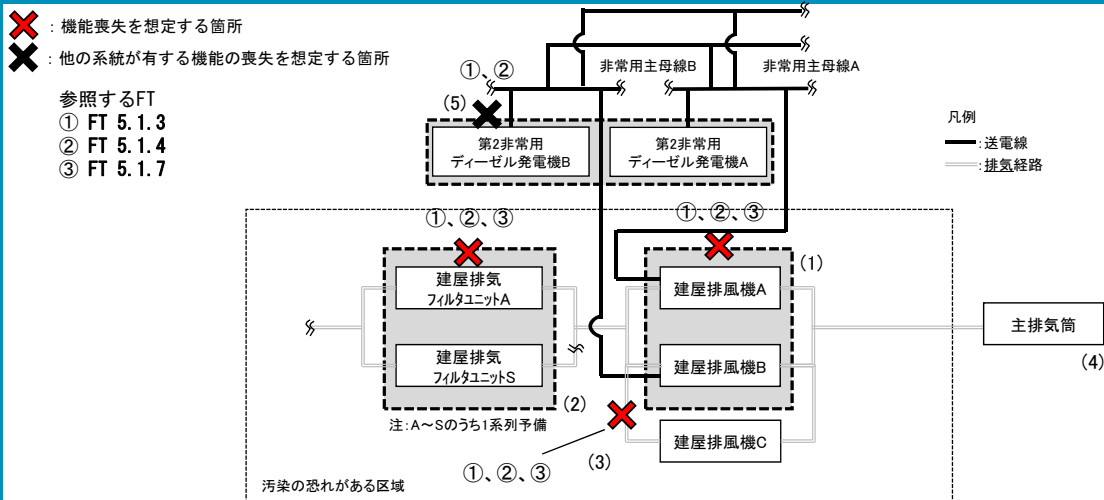 ：機能喪失を想定する箇所
：他の系統が有する機能の喪失を想定する箇所
参照するFT
① FT 5.1.3
② FT 5.1.4
③ FT 5.1.7
①、②
非常用主母線B
非常用主母線A
(5)
第2非常用
ディーゼル発電機B
第2非常用
ディーゼル発電機A
凡例
：送電線
：排気経路
①、②、③
①、②、③
(1)
建屋排気
フィルタユニットA
建屋排風機A
主排気筒
建屋排気
フィルタユニットS
建屋排風機B
(4)
(2)
注：A～Sのうち1系列予備
建屋排風機C
①、②、③
(3)
汚染の恐れがある区域